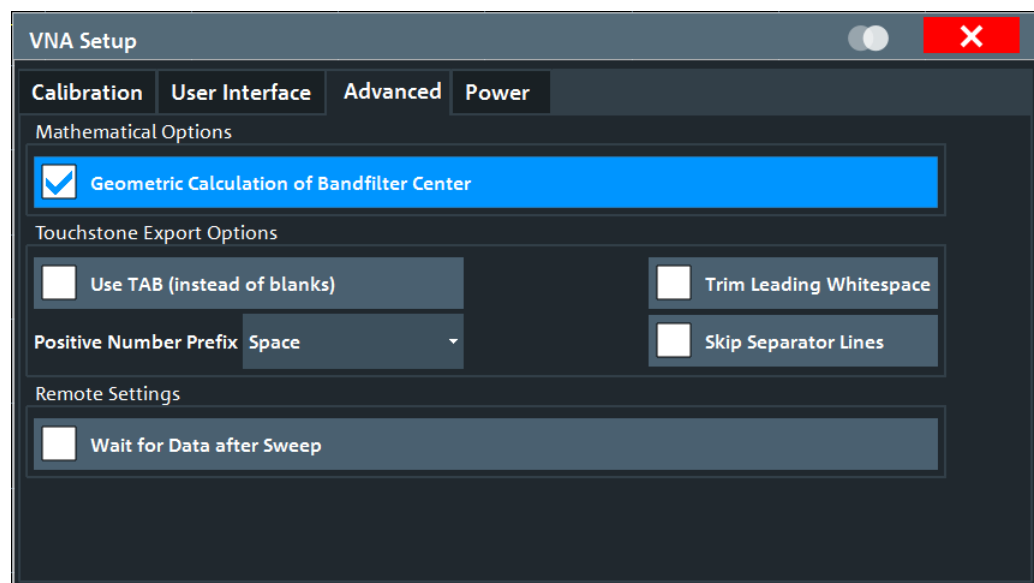 VNA Setup
Calibration User Interface Advanced Power
Mathematical Options
Geometric Calculation of Bandfilter Center
Touchstone Export Options
Use TAB (instead of blanks) Trim Leading Whitespace
Positive Number Prefix Space Skip Separator Lines
Remote Settings
Wait for Data after Sweep